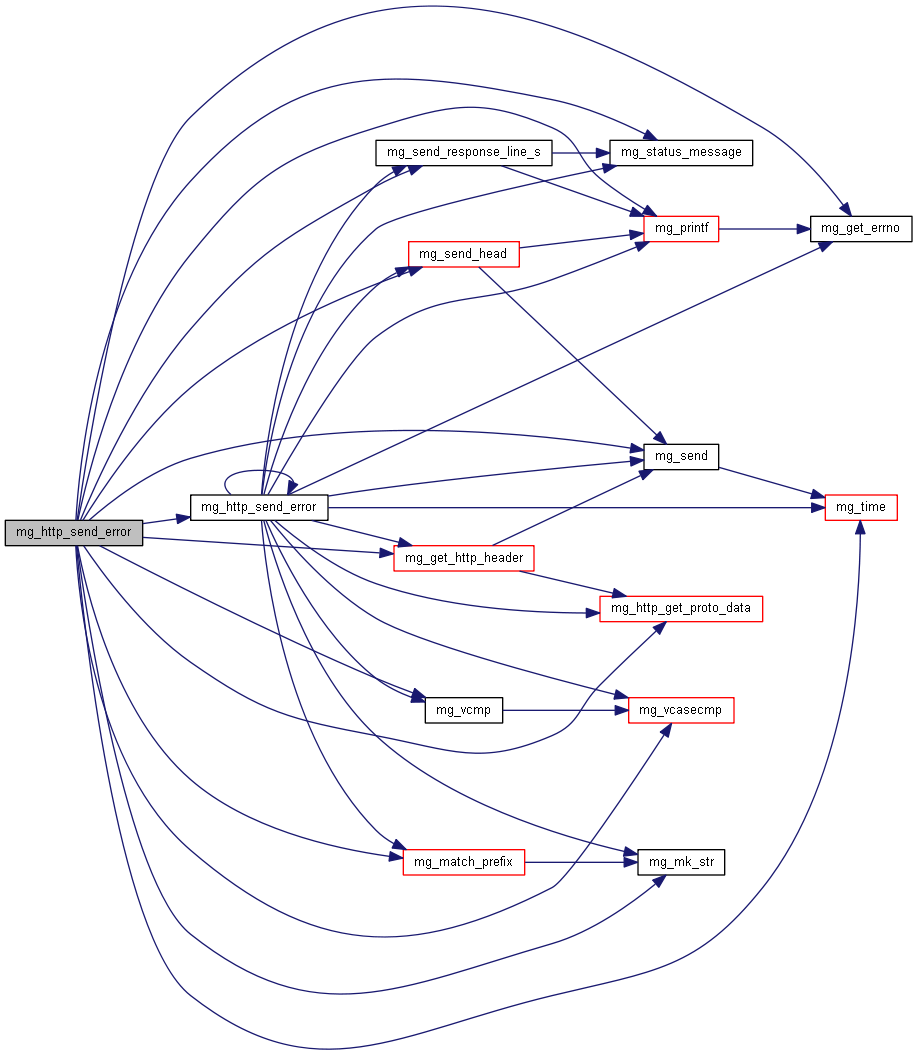 mg_send_response_line_s
mg_status_message
mg_printf
mg_get_errno
mg_send_head
mg_send
mg_http_send_error
mg_time
mg_http_send_error
mg_get_http_header
mg_http_get_proto_data
mg_vcmp
mg_vcasecmp
mg_match_prefix
mg_mk_str